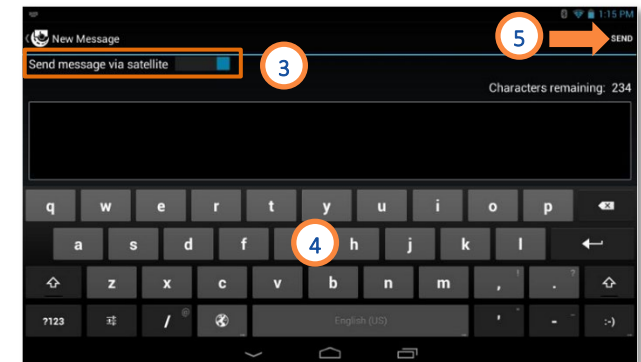 1:15 PM
New Message
5
SEND
Send message via satellite
3
Characters remaining: 234
q w e r t y u i o p
a s d f 4 h j k l
z x c v b n m , ! . ?
?123 / @ English (US) ' " - _ :-)